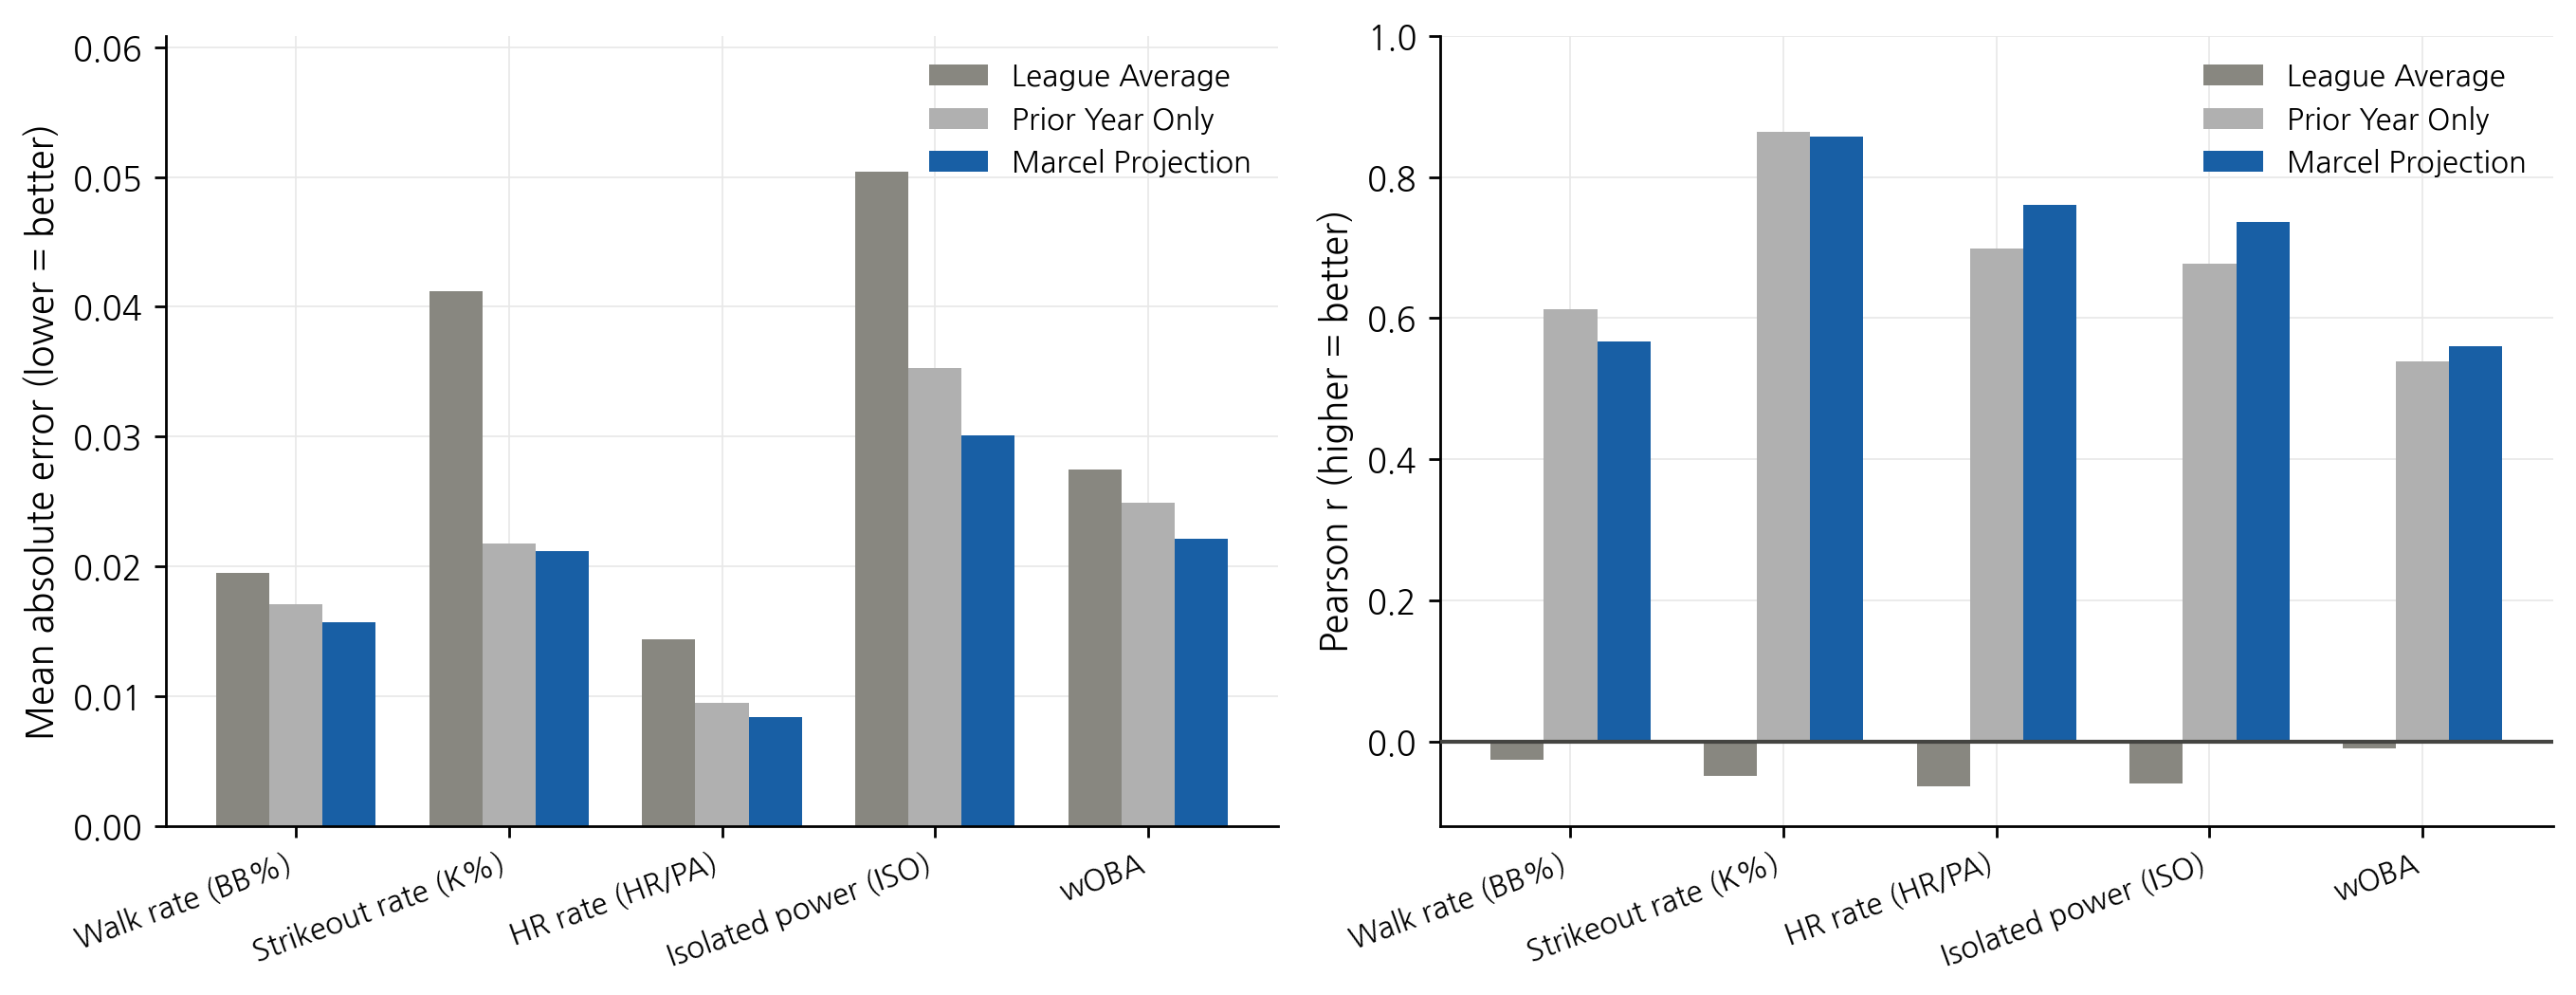 Mean absolute error (lower = better)
0.06
0.05
0.04
0.03
0.02
0.01
0.00
League Average
Prior Year Only
Marcel Projection
Walk rate (BB%)
Strikeout rate (K%)
HR rate (HR/PA)
Isolated power (ISO)
wOBA
Pearson r (higher = better)
1.0
0.8
0.6
0.4
0.2
0.0
League Average
Prior Year Only
Marcel Projection
Walk rate (BB%)
Strikeout rate (K%)
HR rate (HR/PA)
Isolated power (ISO)
wOBA